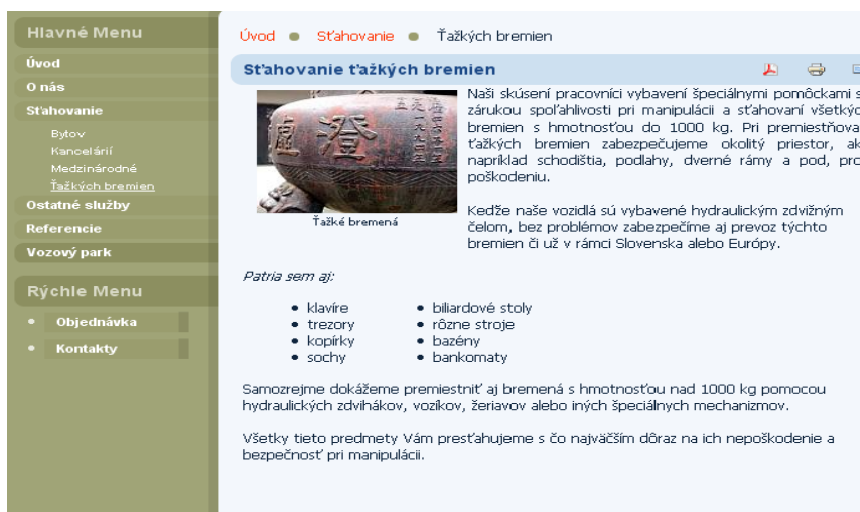 Hlavné Menu
Úvod
O nás
Sťahovanie
Bytov
Kancelárií
Medzinárodné
Ťažkých bremien
Ostatné služby
Referencie
Vozový park
Rýchle Menu
Objednávka
Kontakty
Úvod Sťahovanie Ťažkých bremien
Sťahovanie ťažkých bremien
Naši skúsení pracovníci vybavení špeciálnymi pomôckami s
zárukou spoľahlivosti pri manipulácii a sťahovaní všetkýc
bremien s hmotnosťou do 1000 kg. Pri premiestňova
ťažkých bremien zabezpečujeme okolitý priestor, ak
napríklad schodištia, podlahy, dverné rámy a pod, pro
poškodeniu.
Ťažké bremená
Kedže naše vozidlá sú vybavené hydraulickým zdvižným
čelom, bez problémov zabezpečíme aj prevoz týchto
bremien či už v rámci Slovenska alebo Európy.
Patria sem aj:
• klavíre
• trezory
• kopírky
• sochy
• biliardové stoly
• rôzne stroje
• bazény
• bankomaty
Samozrejme dokážeme premiestniť aj bremená s hmotnosťou nad 1000 kg pomocou
hydraulických zdvihákov, vozíkov, žeriavov alebo iných špeciálnych mechanizmov.
Všetky tieto predmety Vám presťahujeme s čo najväčším dôraz na ich nepoškodenie a
bezpečnosť pri manipulácii.